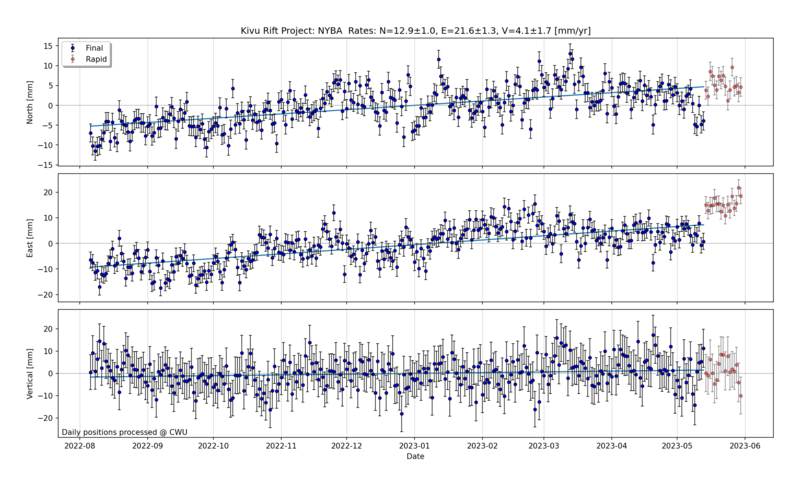 Kivu Rift Project: NYBA Rates: N=12.9±1.0, E=21.6±1.3, V=4.1±1.7 [mm/yr]
Final
Rapid
North [mm]
15
10
5
0
−5
−10
−15
East [mm]
20
10
0
−10
−20
Vertical [mm]
20
10
0
−10
−20
Daily positions processed @ CWU
2022-08 2022-09 2022-10 2022-11 2022-12 2023-01 2023-02 2023-03 2023-04 2023-05 2023-06
Date